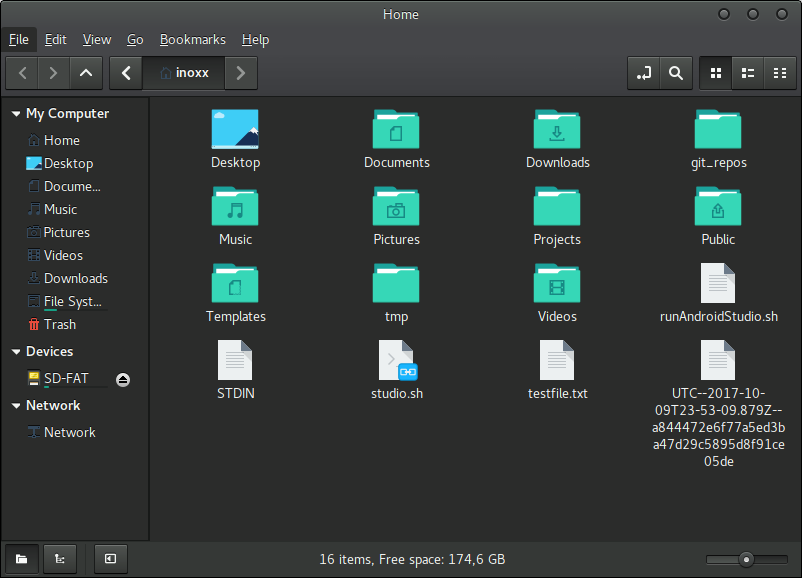 Home
File Edit View Go Bookmarks Help
inoxx
My Computer
Home
Desktop
Docume...
Music
Pictures
Videos
Downloads
File Syst...
Trash
Devices
SD-FAT
Network
Network
Desktop Documents Downloads git_repos
Music Pictures Projects Public
Templates tmp Videos runAndroidStudio.sh
STDIN studio.sh testfile.txt UTC--2017-10-
09T23-53-09.879Z--
a844472e6f77a5ed3b
a47d29c5895d8f91ce
05de
16 items, Free space: 174,6 GB